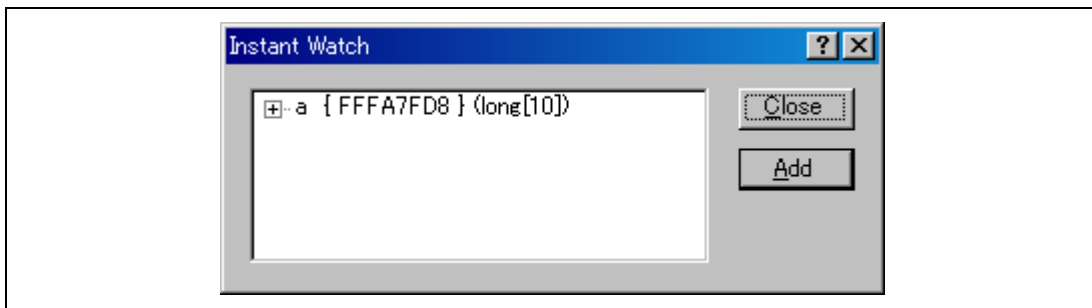 Instant Watch
a { FFFA7FD8 } (long[10])
Close
Add